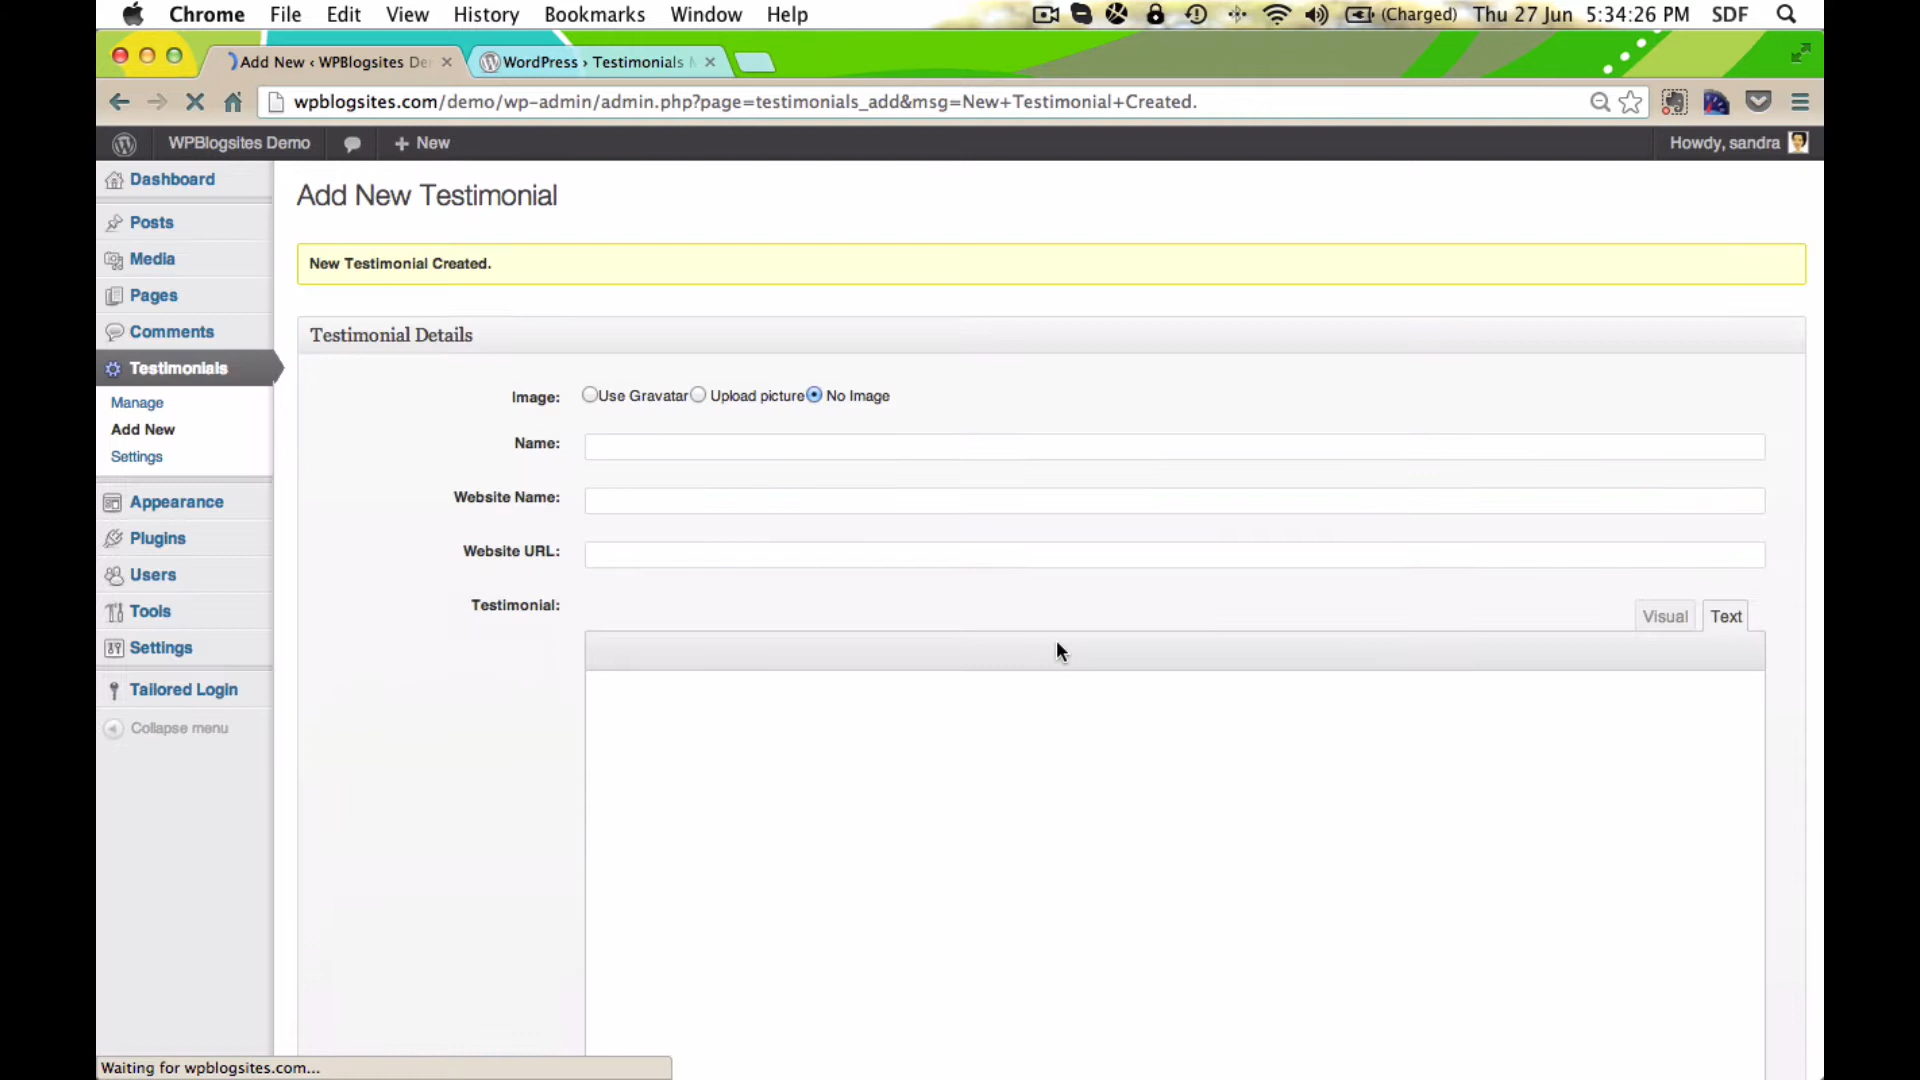 Chrome File Edit View History Bookmarks Window Help (Charged) Thu 27 Jun 5:34:26 PM SDF
Add New ‹ WPBlogsites De × WordPress › Testimonials ×
wpblogsites.com/demo/wp-admin/admin.php?page=testimonials_add&msg=New+Testimonial+Created.
WPBlogsites Demo + New Howdy, sandra
Dashboard
Posts
Media
Pages
Comments
Testimonials
Manage
Add New
Settings
Appearance
Plugins
Users
Tools
Settings
Tailored Login
Collapse menu
Add New Testimonial
New Testimonial Created.
Testimonial Details
Image: Use Gravatar Upload picture No Image
Name:
Website Name:
Website URL:
Testimonial:
Visual Text
Waiting for wpblogsites.com...